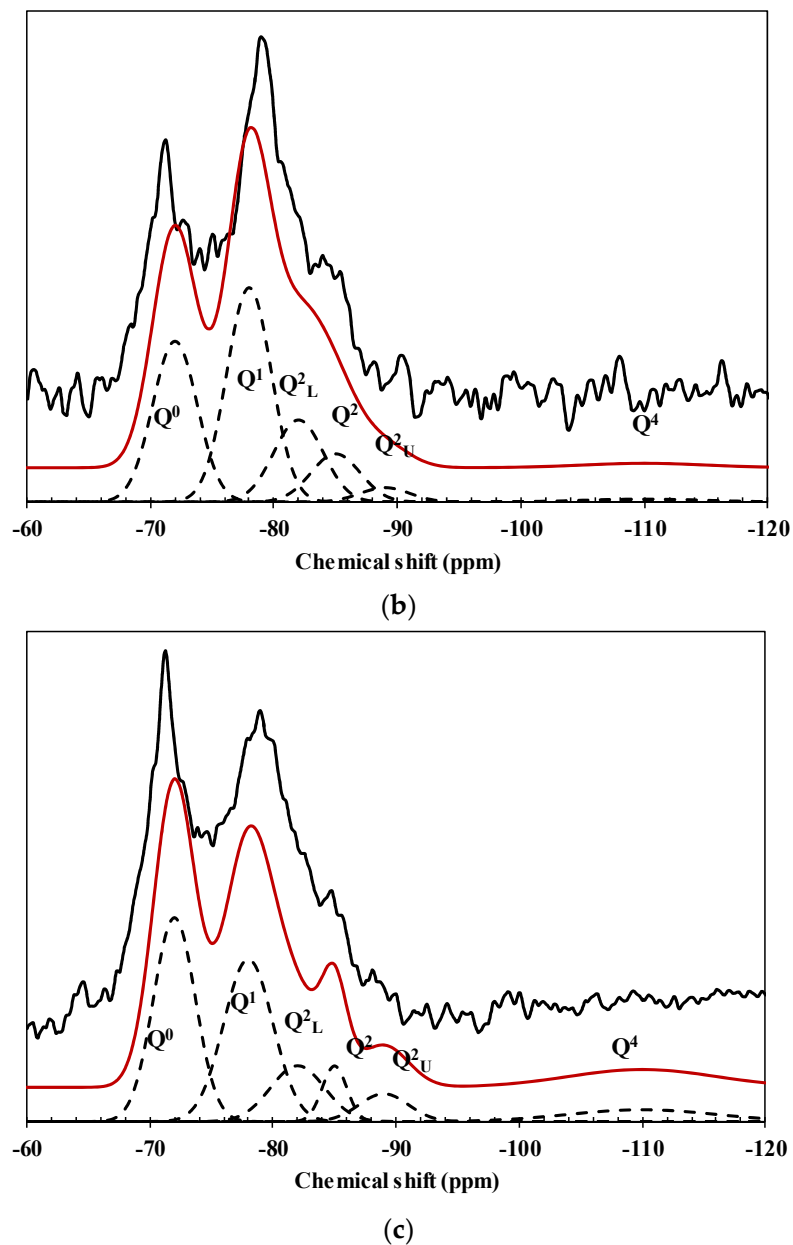 Q⁰ Q¹ Q²L Q² Q²U Q⁴
-60 -70 -80 -90 -100 -110 -120
Chemical shift (ppm)
(b)
Q⁰ Q¹ Q²L Q² Q²U Q⁴
-60 -70 -80 -90 -100 -110 -120
Chemical shift (ppm)
(c)